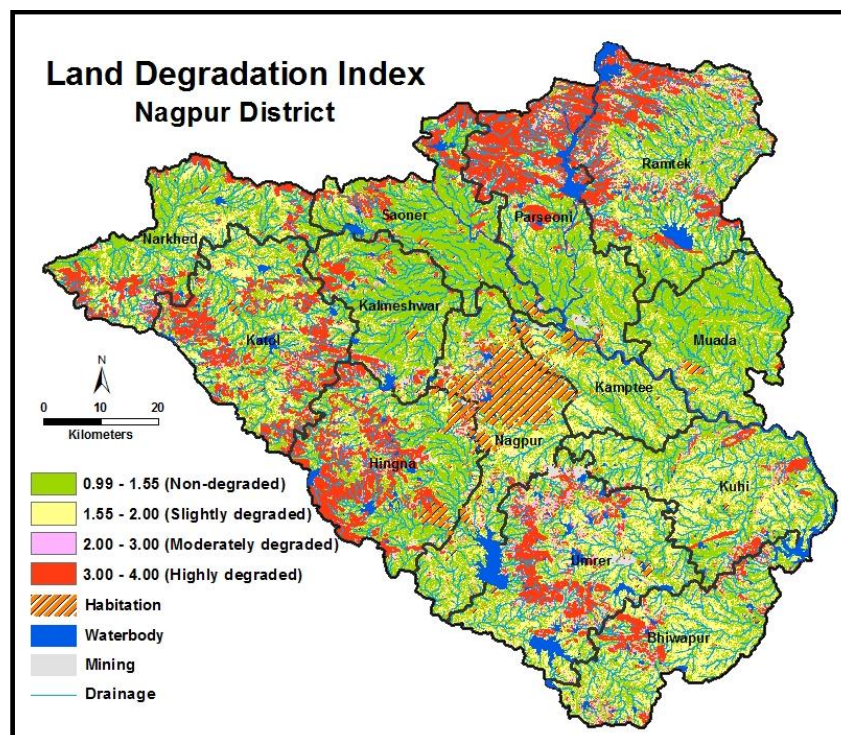 Land Degradation Index
Nagpur District
Ramtek
Saoner
Parseoni
Narkhed
Kalmeshwar
Katol
Muada
Kamptee
Nagpur
Hingna
Kuhi
Umrer
Bhiwapur
N
0 10 20
Kilometers
0.99 - 1.55 (Non-degraded)
1.55 - 2.00 (Slightly degraded)
2.00 - 3.00 (Moderately degraded)
3.00 - 4.00 (Highly degraded)
Habitation
Waterbody
Mining
Drainage